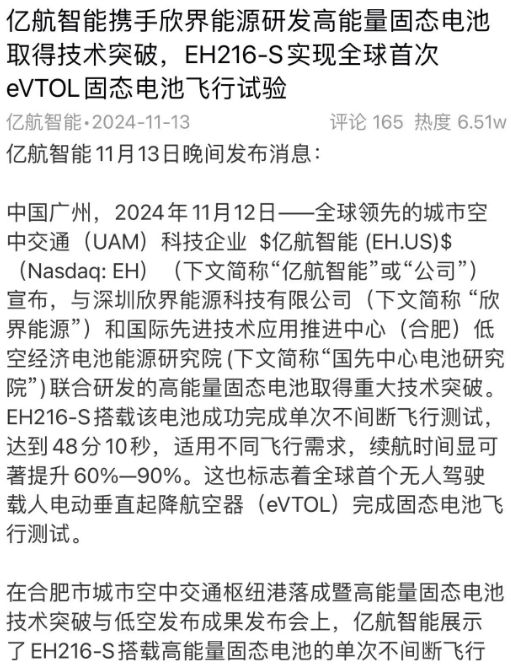 亿航智能携手欣界能源研发高能量固态电池
取得技术突破，EH216-S实现全球首次
eVTOL固态电池飞行试验
亿航智能·2024-11-13 评论 165 热度 6.51w
亿航智能11月13日晚间发布消息：
中国广州，2024年11月12日——全球领先的城市空
中交通（UAM）科技企业 $亿航智能 (EH.US)$
（Nasdaq: EH）（下文简称“亿航智能”或“公司”）
宣布，与深圳欣界能源科技有限公司（下文简称 “欣
界能源”）和国际先进技术应用推进中心（合肥）低
空经济电池能源研究院 (下文简称“国先中心电池研究
院”) 联合研发的高能量固态电池取得重大技术突破。
EH216-S搭载该电池成功完成单次不间断飞行测试，
达到48分10秒，适用不同飞行需求，续航时间显可
著提升60%—90%。这也标志着全球首个无人驾驶
载人电动垂直起降航空器（eVTOL）完成固态电池飞
行测试。
在合肥市城市空中交通枢纽港落成暨高能量固态电池
技术突破与低空发布成果发布会上，亿航智能展示
了EH216-S搭载高能量固态电池的单次不间断飞行